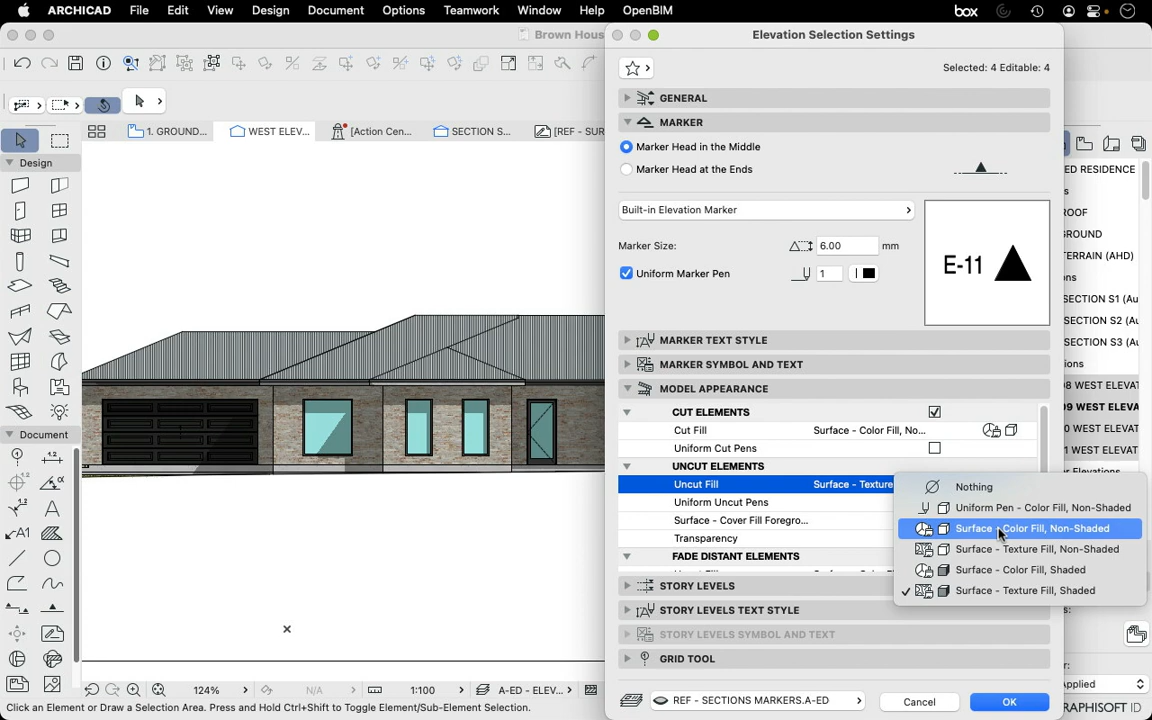 ARCHICAD File Edit View Design Document Options Teamwork Window Help OpenBIM box
Brown Hous
Elevation Selection Settings
Selected: 4 Editable: 4
GENERAL
MARKER
1. GROUND...
WEST ELEV...
[Action Cen...
SECTION S...
[REF - SUR
Marker Head in the Middle
Marker Head at the Ends
Design
Built-in Elevation Marker
Marker Size:
6.00 mm
Uniform Marker Pen
1
E-11
MARKER TEXT STYLE
MARKER SYMBOL AND TEXT
MODEL APPEARANCE
CUT ELEMENTS
Cut Fill Surface - Color Fill, No...
Uniform Cut Pens
UNCUT ELEMENTS
Uncut Fill Surface - Texture
Uniform Uncut Pens
Surface - Cover Fill Foregro...
Transparency
FADE DISTANT ELEMENTS
Nothing
Uniform Pen - Color Fill, Non-Shaded
Surface - Color Fill, Non-Shaded
Surface - Texture Fill, Non-Shaded
Surface - Color Fill, Shaded
Surface - Texture Fill, Shaded
STORY LEVELS
STORY LEVELS TEXT STYLE
STORY LEVELS SYMBOL AND TEXT
GRID TOOL
REF - SECTIONS MARKERS.A-ED
Cancel
OK
ED RESIDENCE
s
ROOF
GROUND
TERRAIN (AHD)
ns
SECTION S1 (Au
SECTION S2 (Au
SECTION S3 (Au
ions
08 WEST ELEVAT
09 WEST ELEVA
0 WEST ELEVAT
1 WEST ELEVAT
r Elevations
s:
r:
pplied
RAPHISOFT ID
Document
A1
124%
N/A
1:100
A-ED - ELEV...
Click an Element or Draw a Selection Area. Press and Hold Ctrl+Shift to Toggle Element/Sub-Element Selection.